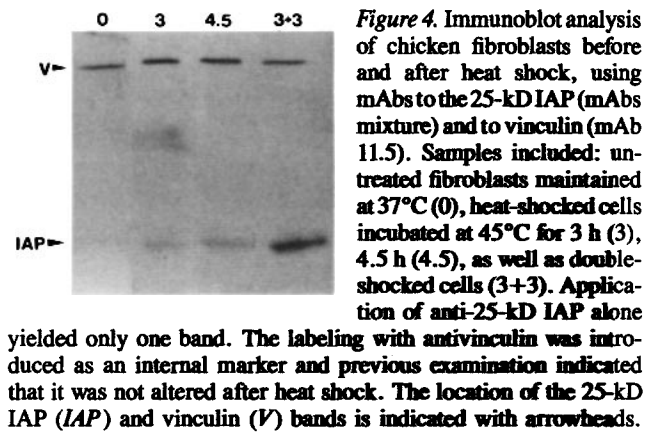 0 3 4.5 3+3
V
IAP
Figure 4. Immunoblot analysis
of chicken fibroblasts before
and after heat shock, using
mAbs to the 25-kD IAP (mAbs
mixture) and to vinculin (mAb
11.5). Samples included: un-
treated fibroblasts maintained
at 37°C (0), heat-shocked cells
incubated at 45°C for 3 h (3),
4.5 h (4.5), as well as double-
shocked cells (3+3). Applica-
tion of anti-25-kD IAP alone
yielded only one band. The labeling with antivinculin was intro-
duced as an internal marker and previous examination indicated
that it was not altered after heat shock. The location of the 25-kD
IAP (IAP) and vinculin (V) bands is indicated with arrowheads.